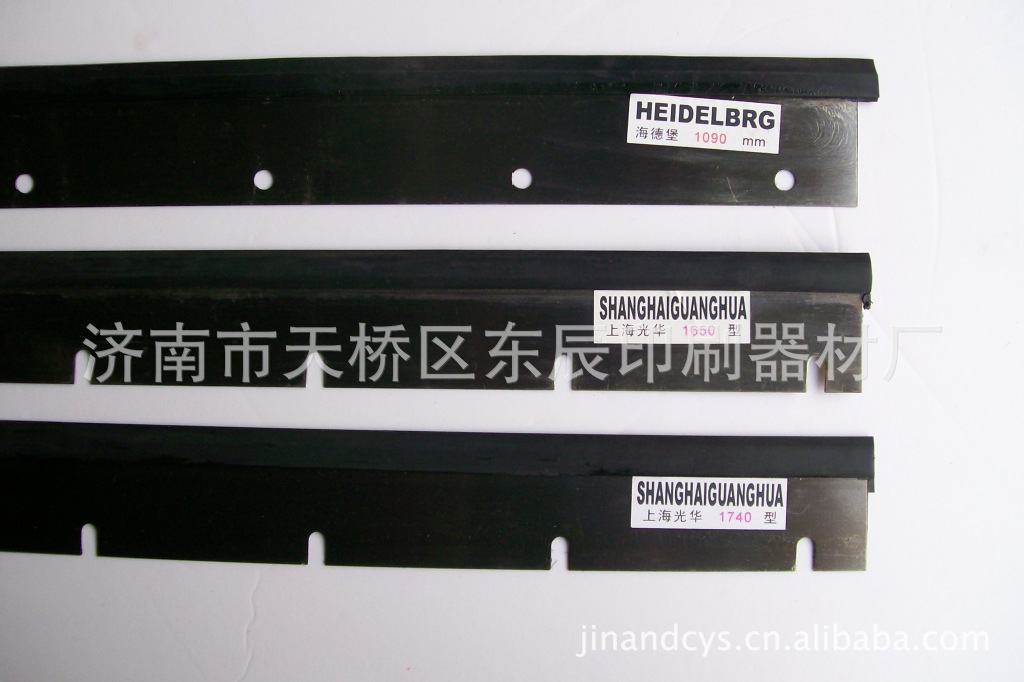 HEIDELBRG
海德堡 1090 mm
SHANGHAIGUANGHUA
上海光华 1650 型
济南市天桥区东辰印刷器材厂
SHANGHAIGUANGHUA
上海光华 1740 型
jinandcys.cn.alibaba.com